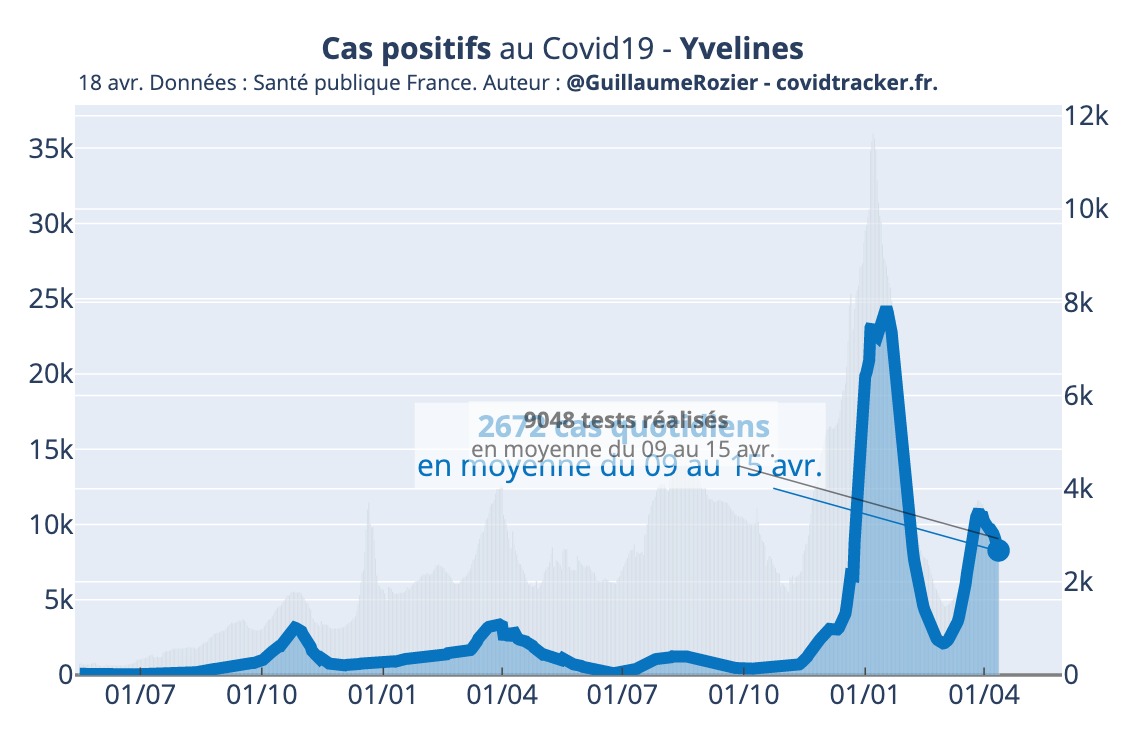 Cas positifs au Covid19 - Yvelines
18 avr. Données : Santé publique France. Auteur : @GuillaumeRozier - covidtracker.fr.
12k
35k
10k
30k
25k
8k
20k
6k
9048 tests réalisés
2672 cas quotidiens
15k
en moyenne du 09 au 15 avr.
en moyenne du 09 au 15 avr.
4k
10k
2k
5k
0
0
01/07 01/10 01/01 01/04 01/07 01/10 01/01 01/04